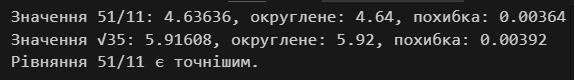 Значення 51/11: 4.63636, округлене: 4.64, похибка: 0.00364
Значення √35: 5.91608, округлене: 5.92, похибка: 0.00392
Рівняння 51/11 є точнішим.